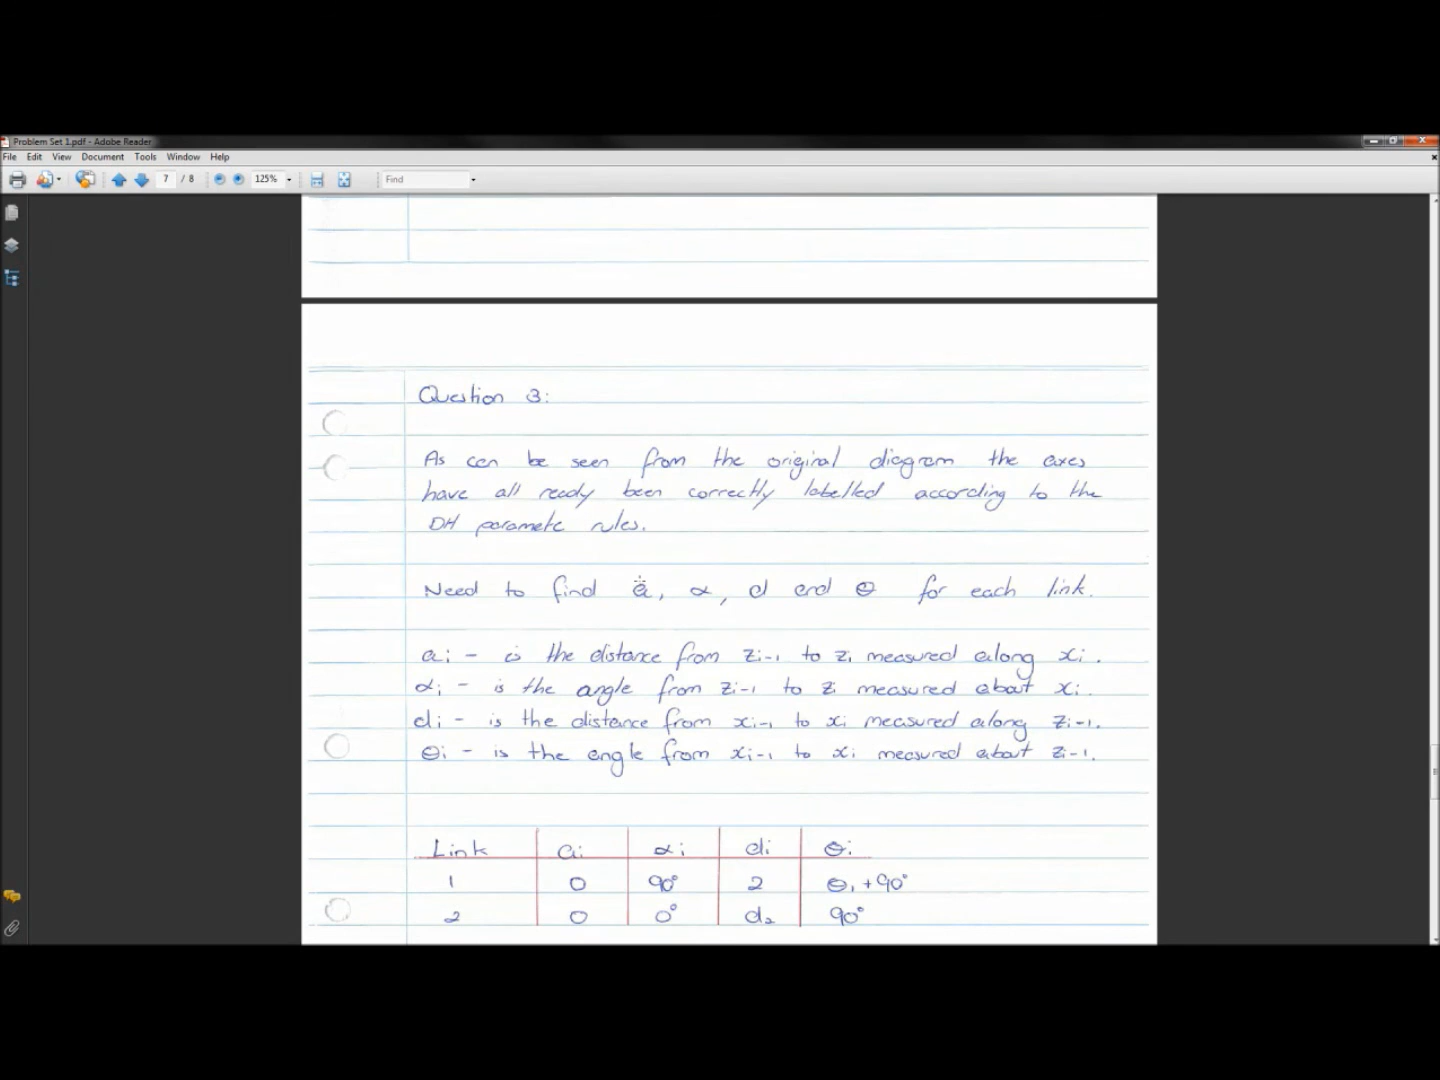 Problem Set 1.pdf - Adobe Reader
File Edit View Document Tools Window Help
7 / 8 125% Find
Question 3:
As can be seen from the original diagram the axes
have all ready been correctly labelled according to the
DH parametc rules.
Need to find a, α, d and θ for each link.
ai - is the distance from zi-1 to zi measured along xi.
αi - is the angle from zi-1 to zi measured about xi.
di - is the distance from xi-1 to xi measured along zi-1.
θi - is the angle from xi-1 to xi measured about zi-1.
Link ai αi di θi
1 0 90° 2 θ1 + 90°
2 0 0° d2 90°